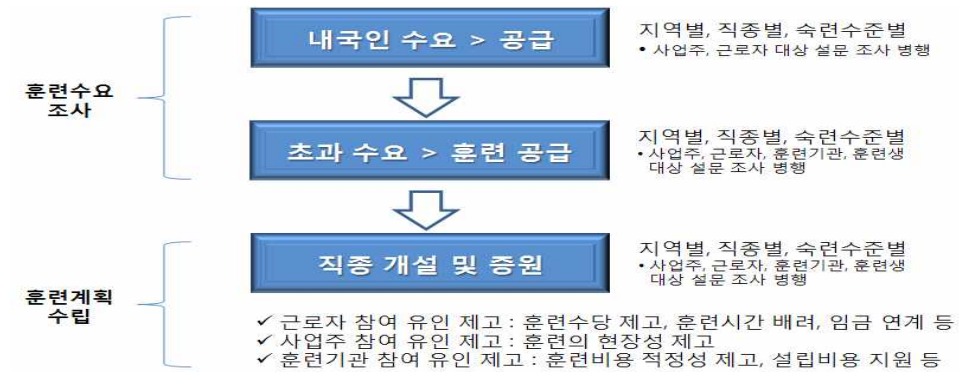 내국인 수요 > 공급
지역별, 직종별, 숙련수준별
• 사업주, 근로자 대상 설문 조사 병행
훈련수요
조사
초과 수요 > 훈련 공급
지역별, 직종별, 숙련수준별
• 사업주, 근로자, 훈련기관, 훈련생
대상 설문 조사 병행
직종 개설 및 증원
지역별, 직종별, 숙련수준별
• 사업주, 근로자, 훈련기관, 훈련생
대상 설문 조사 병행
훈련계획
수립
✓ 근로자 참여 유인 제고 : 훈련수당 제고, 훈련시간 배려, 임금 연계 등
✓ 사업주 참여 유인 제고 : 훈련의 현장성 제고
✓ 훈련기관 참여 유인 제고 : 훈련비용 적정성 제고, 설립비용 지원 등